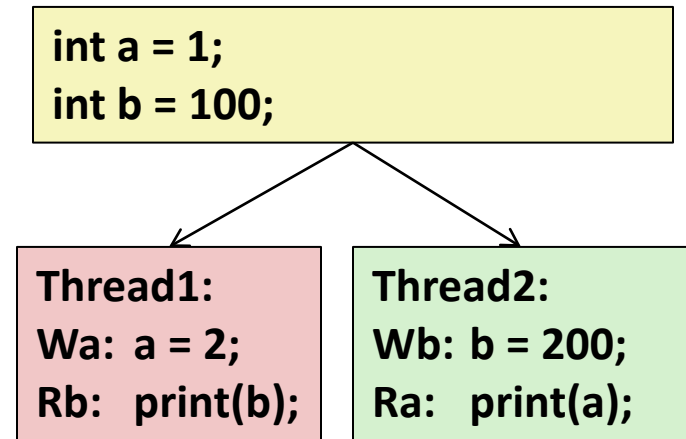 int a = 1;
int b = 100;
Thread1:
Wa: a = 2;
Rb: print(b);
Thread2:
Wb: b = 200;
Ra: print(a);